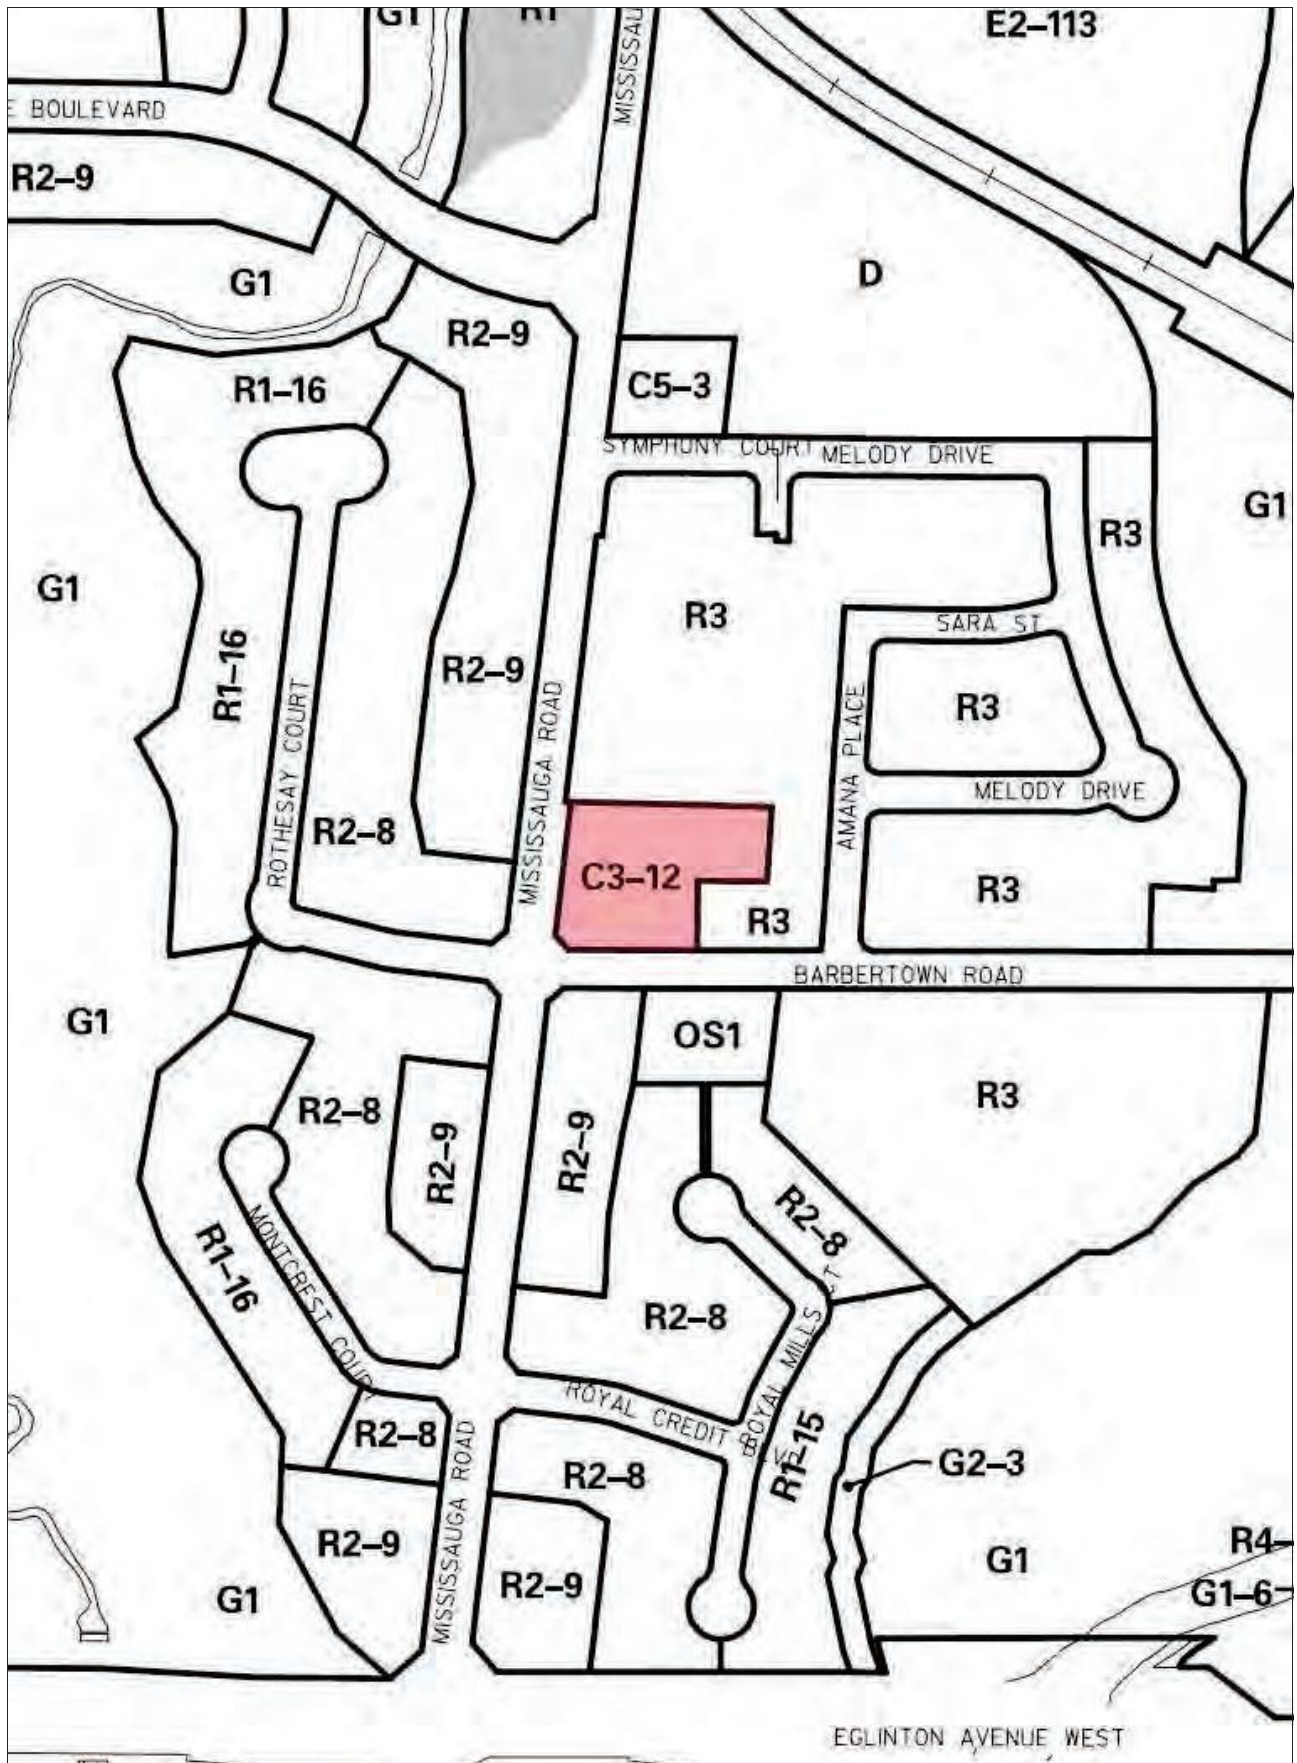 G1
R1
E2–113
MISSISSAU
E BOULEVARD
R2–9
D
G1
R2–9
C5–3
R1–16
SYMPHONY COURT
MELODY DRIVE
G1
R3
G1
R3
SARA ST
R1–16
R2–9
R3
ROTHESAY COURT
MISSISSAUGA ROAD
AMANA PLACE
MELODY DRIVE
R2–8
C3–12
R3
R3
BARBERTOWN ROAD
G1
OS1
R3
R2–8
R2–9
R2–9
R2–8
R1–16
MONTCREST COURT
R2–8
ROYAL MILLS CT
ROYAL CREDIT BLVD
R1–15
R2–8
MISSISSAUGA ROAD
R2–8
G2–3
R2–9
R4–
G1
R2–9
G1–6
G1
EGLINTON AVENUE WEST